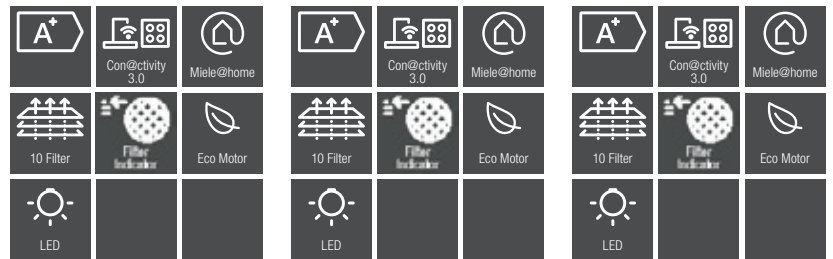 A+ A+ A+
Con@ctivity Con@ctivity Con@ctivity
3.0 Miele@home 3.0 Miele@home 3.0 Miele@home
10 Filter Filter Eco Motor 10 Filter Filter Eco Motor 10 Filter Filter Eco Motor
Indicator Indicator Indicator
LED LED LED